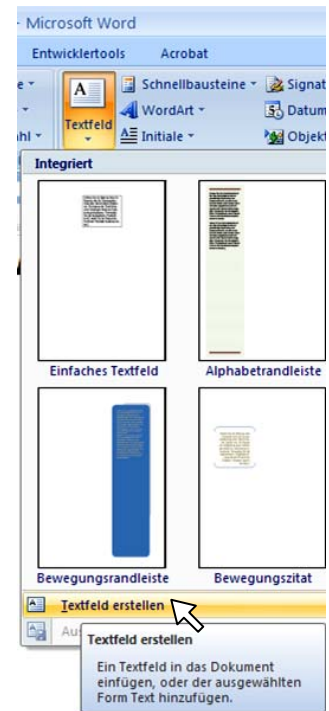 - Microsoft Word
Entwicklertools Acrobat
Schnellbausteine Signat
A WordArt Datum
Textfeld Initiale Objekt
Integriert
Einfaches Textfeld Alphabetrandleiste
Bewegungsrandleiste Bewegungszitat
Textfeld erstellen
Aus
Textfeld erstellen
Ein Textfeld in das Dokument
einfügen, oder der ausgewählten
Form Text hinzufügen.